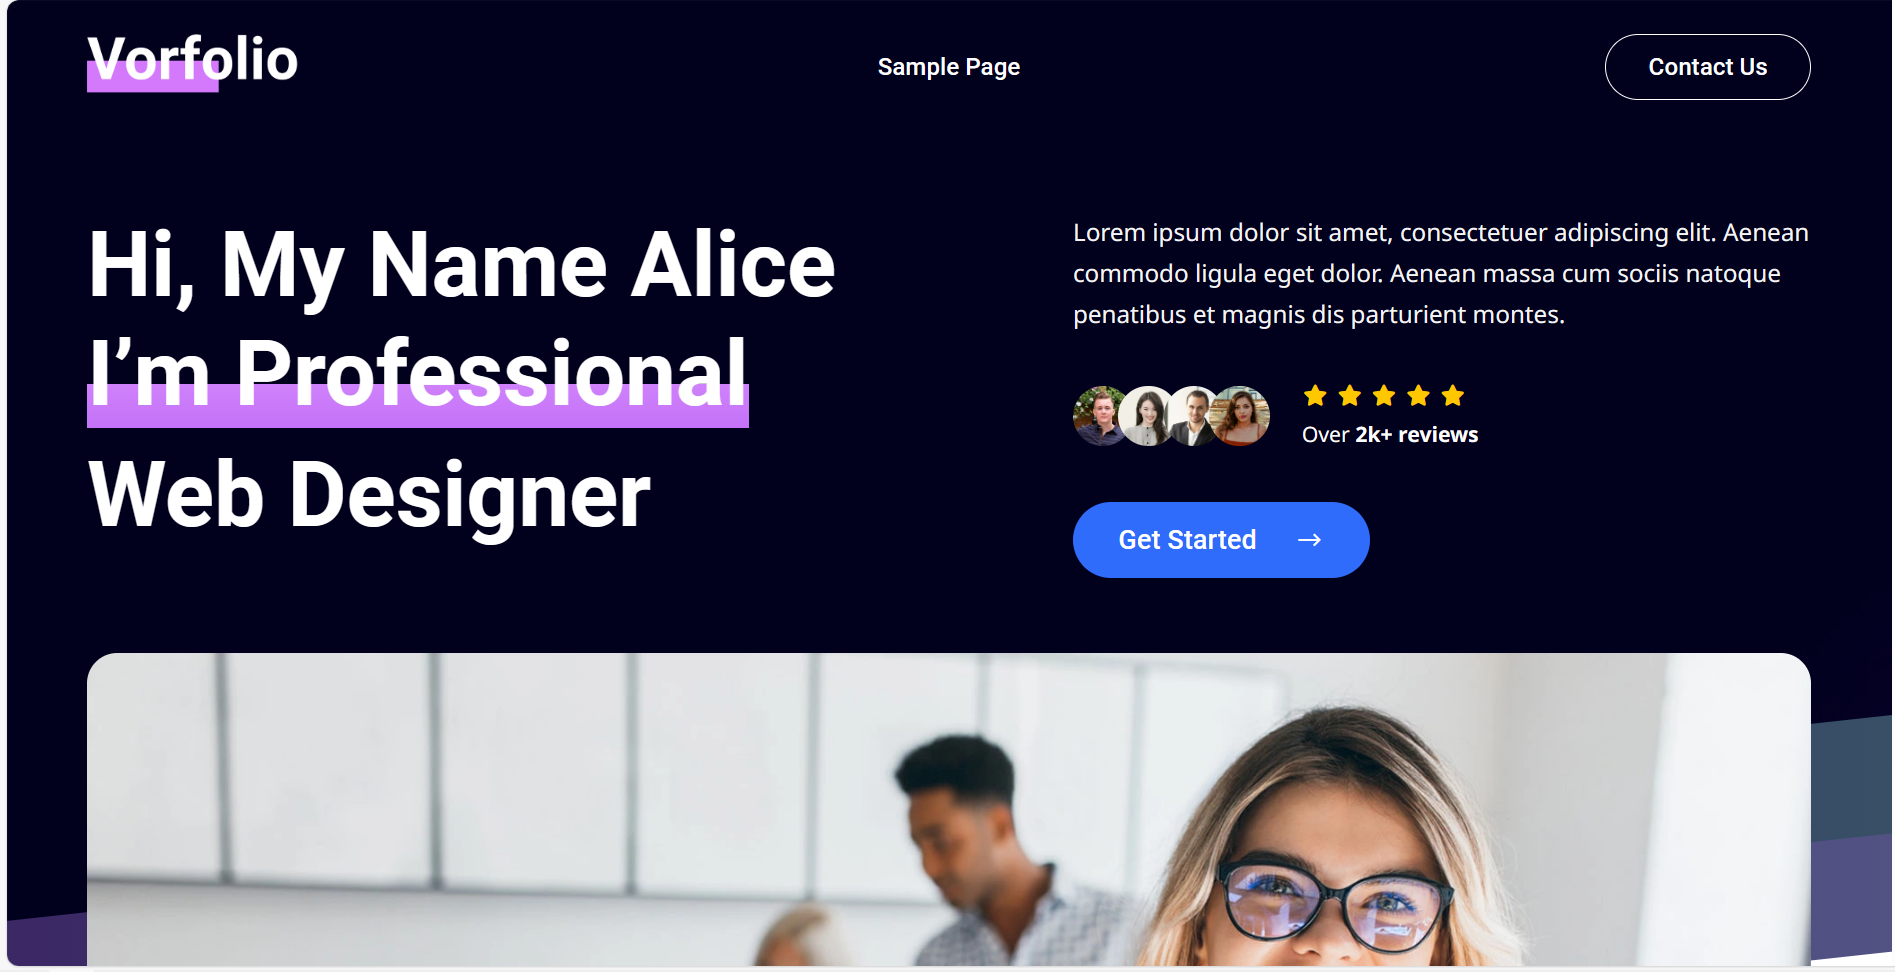 Vorfolio
Sample Page
Contact Us
Hi, My Name Alice
I’m Professional
Web Designer
Lorem ipsum dolor sit amet, consectetuer adipiscing elit. Aenean
commodo ligula eget dolor. Aenean massa cum sociis natoque
penatibus et magnis dis parturient montes.
Over 2k+ reviews
Get Started